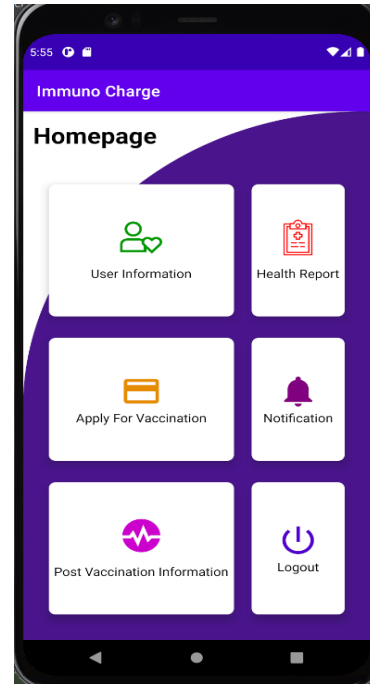 5:55
Immuno Charge
Homepage
User Information
Health Report
Apply For Vaccination
Notification
Post Vaccination Information
Logout